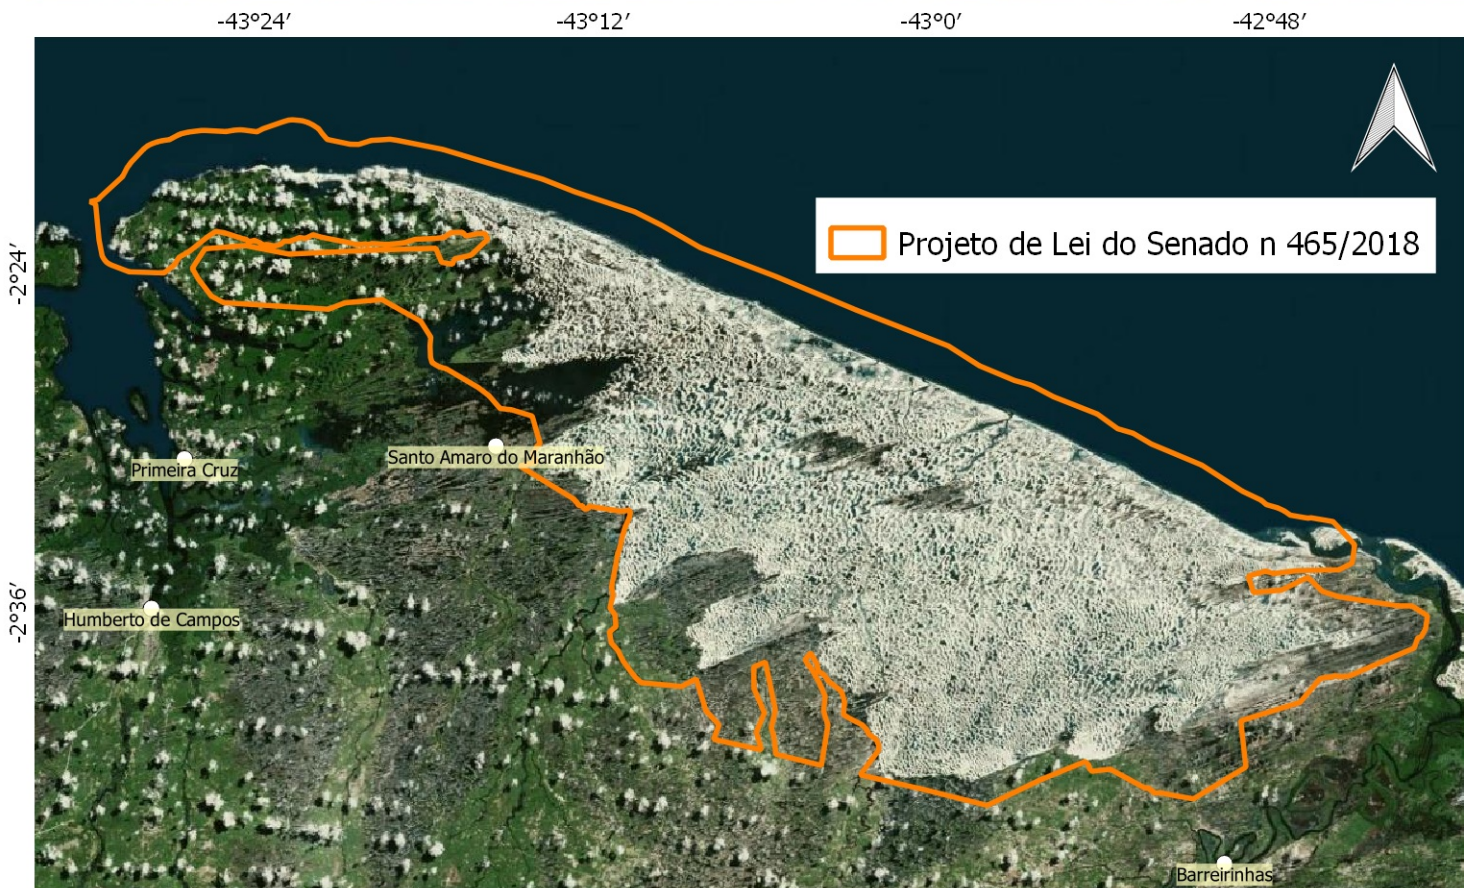 -43°24′
-43°12′
-43°0′
-42°48′
Projeto de Lei do Senado n 465/2018
-2°24′
Santo Amaro do Maranhão
Primeira Cruz
-2°36′
Humberto de Campos
Barreirinhas